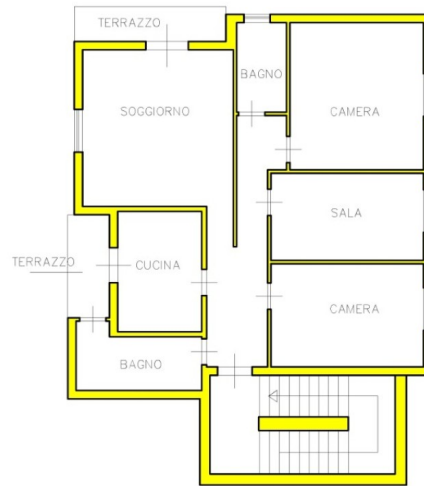 TERRAZZO
BAGNO
SOGGIORNO
CAMERA
SALA
TERRAZZO
CUCINA
CAMERA
BAGNO